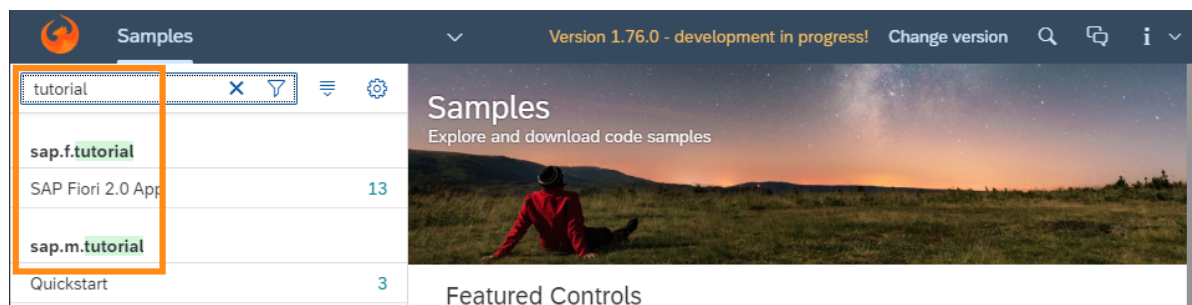 Samples
Version 1.76.0 - development in progress! Change version
tutorial
sap.f.tutorial
SAP Fiori 2.0 App 13
sap.m.tutorial
Quickstart 3
Samples
Explore and download code samples
Featured Controls